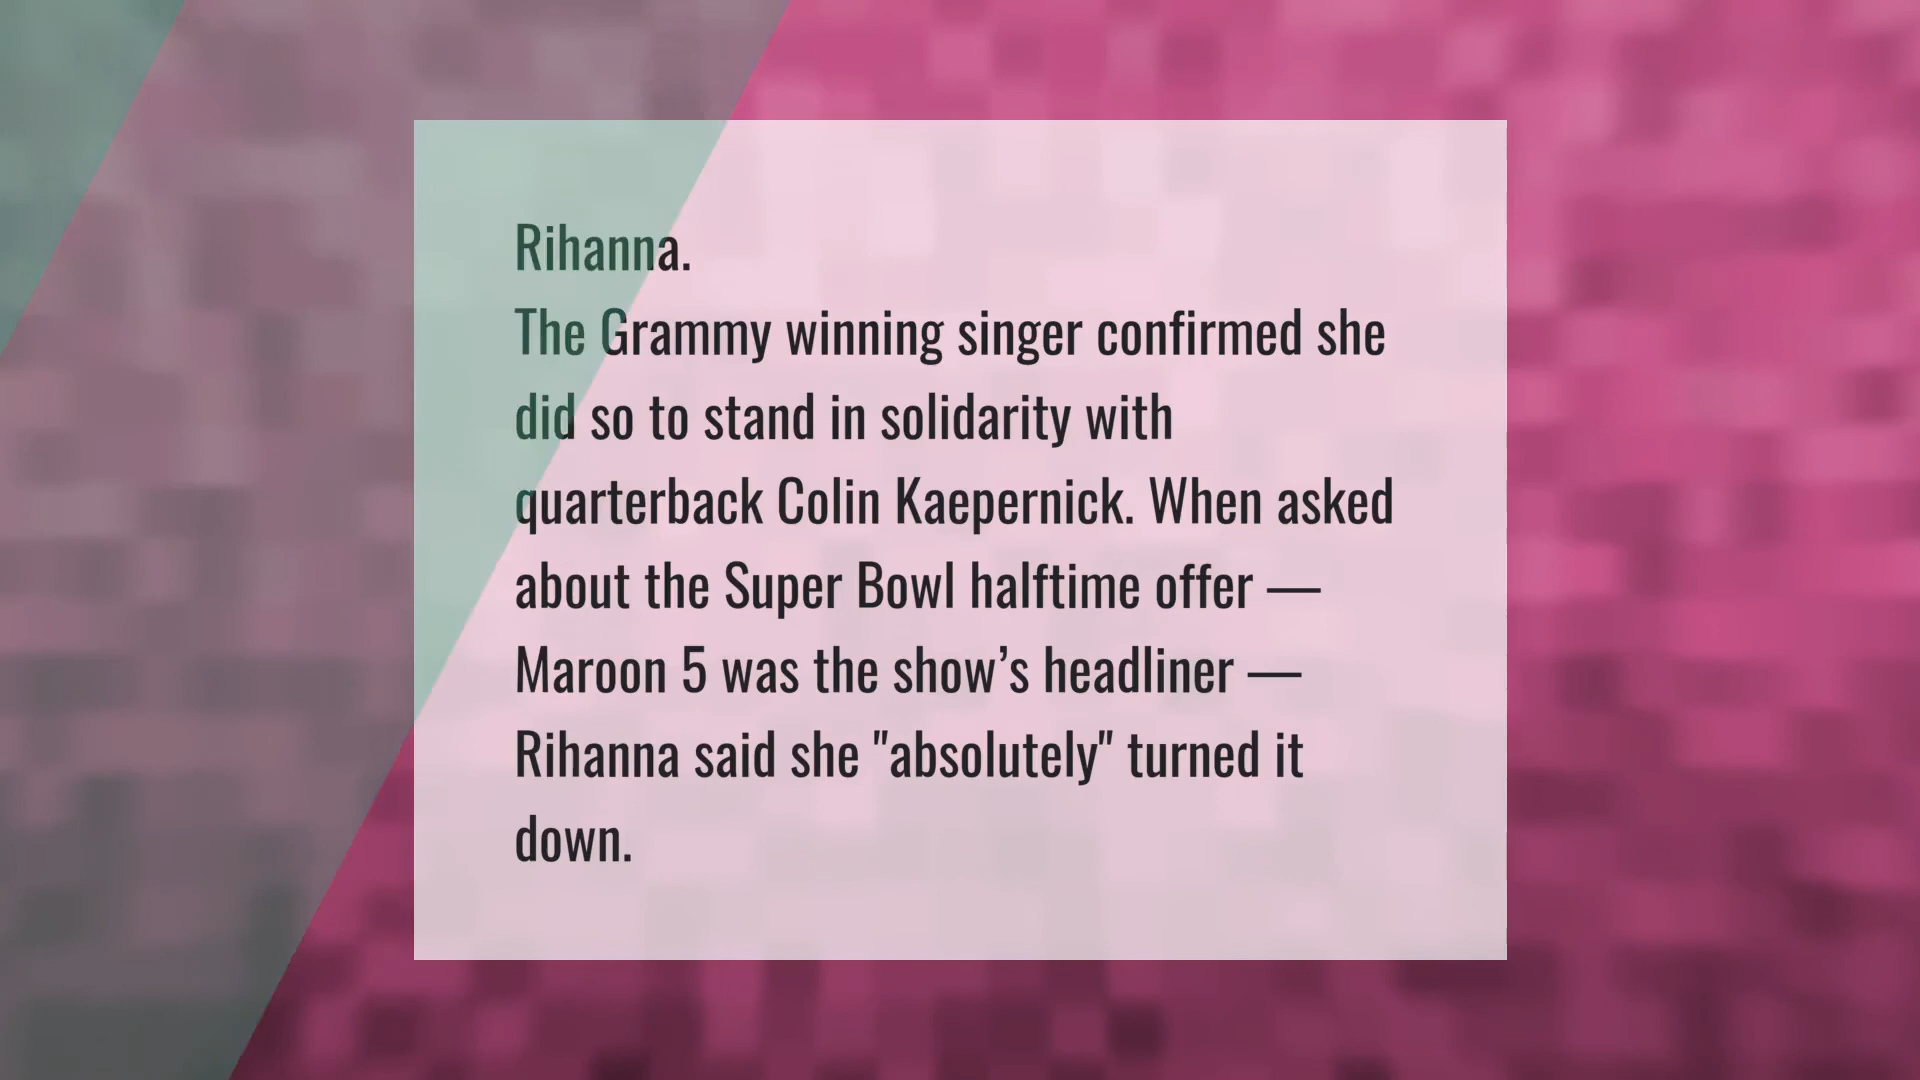 Rihanna.
The Grammy winning singer confirmed she
did so to stand in solidarity with
quarterback Colin Kaepernick. When asked
about the Super Bowl halftime offer —
Maroon 5 was the show’s headliner —
Rihanna said she "absolutely" turned it
down.